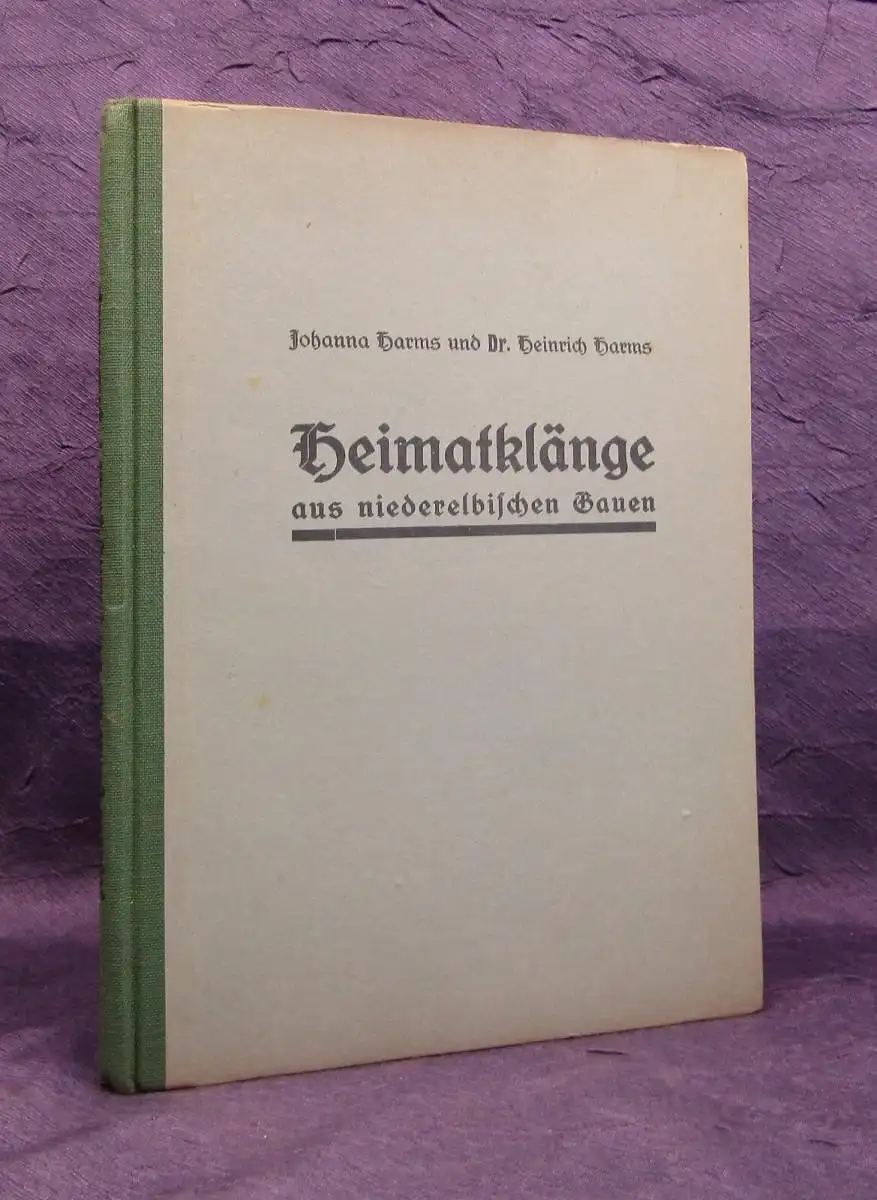 Johanna Harms und Dr. Heinrich Harms
Heimatklänge
aus niederelbiſchen Gauen